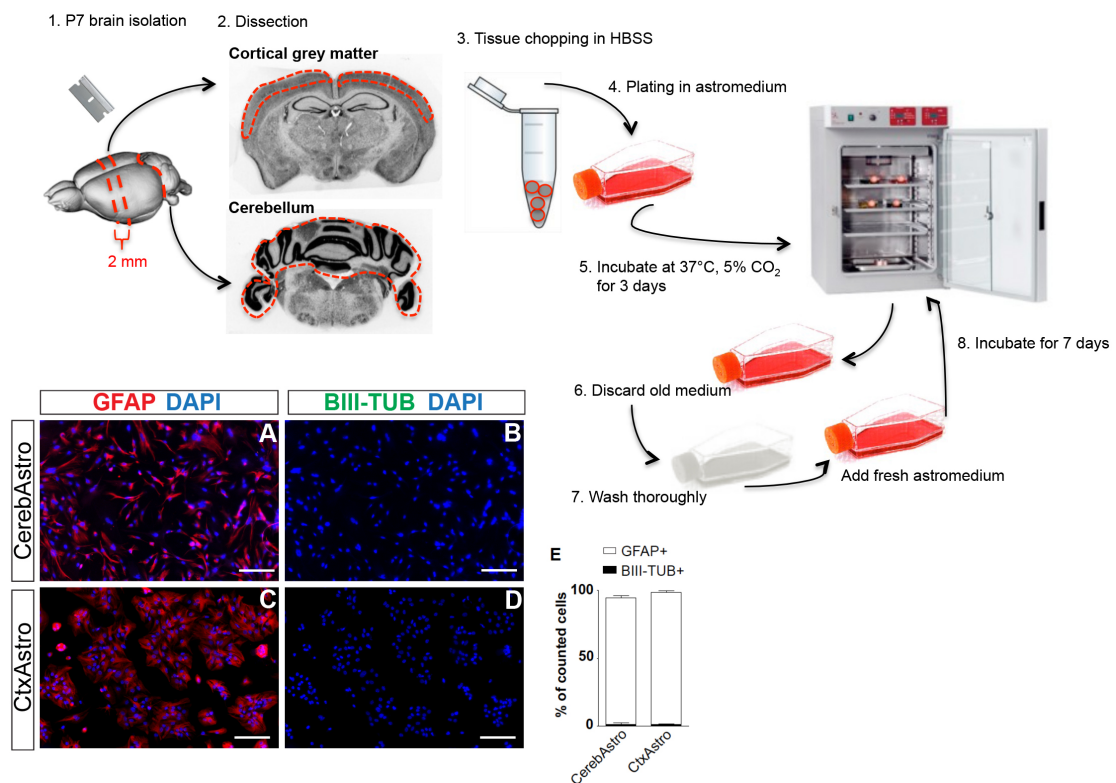 1. P7 brain isolation
2. Dissection
Cortical grey matter
Cerebellum
2 mm
3. Tissue chopping in HBSS
4. Plating in astromedium
5. Incubate at 37°C, 5% CO2
for 3 days
6. Discard old medium
7. Wash thoroughly
Add fresh astromedium
8. Incubate for 7 days
GFAP DAPI
BIII-TUB DAPI
CerebAstro
A
B
CtxAstro
C
D
E
GFAP+
BIII-TUB+
% of counted cells
100
50
0
CerebAstro
CtxAstro